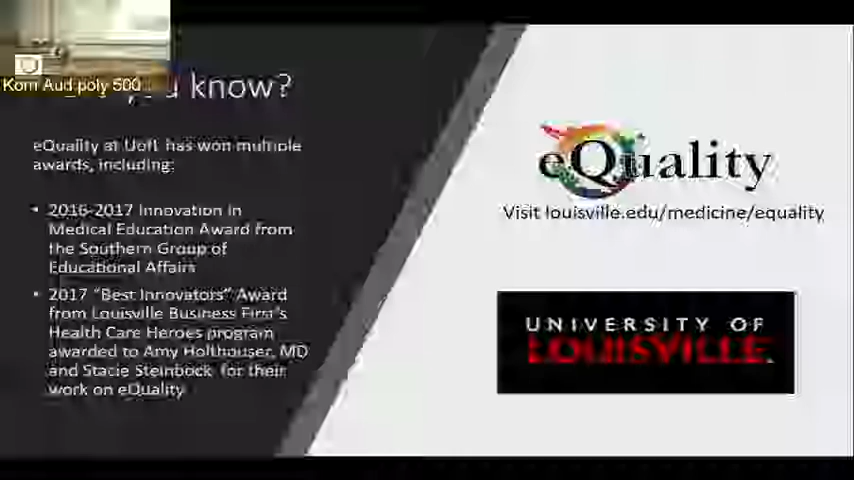 Korn Aud poly 500
know?
eQuality at UofL has won multiple
awards, including:
• 2016-2017 Innovation in
Medical Education Award from
the Southern Group of
Educational Affairs
• 2017 “Best Innovators” Award
from Louisville Business First's
Health Care Heroes program
awarded to Amy Holthouser, MD
and Stacie Steinbock for their
work on eQuality
eQuality
Visit louisville.edu/medicine/equality
UNIVERSITY OF
LOUISVILLE